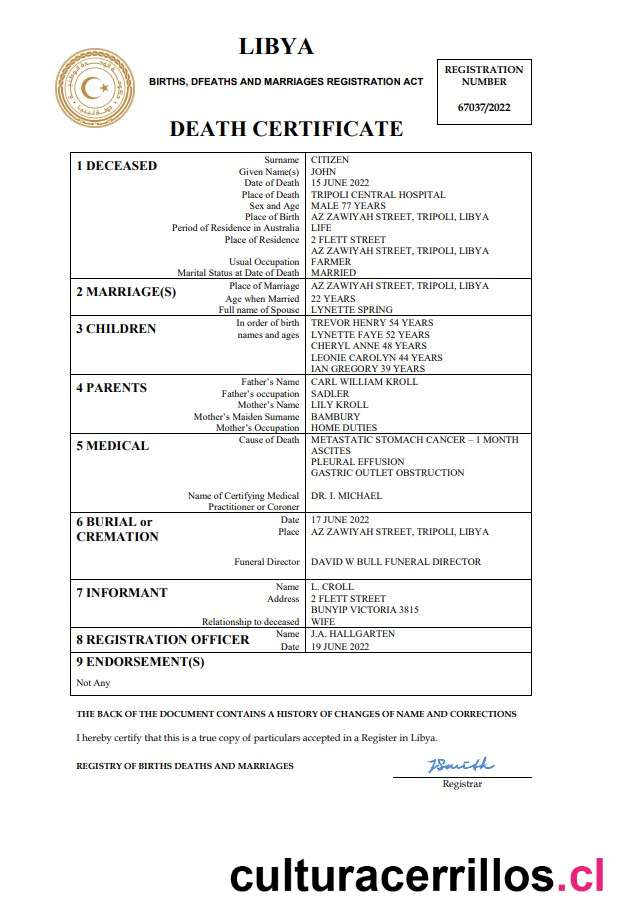 LIBYA
BIRTHS, DFEATHS AND MARRIAGES REGISTRATION ACT
REGISTRATION
NUMBER
67037/2022
DEATH CERTIFICATE
1 DECEASED
Surname CITIZEN
Given Name(s) JOHN
Date of Death 15 JUNE 2022
Place of Death TRIPOLI CENTRAL HOSPITAL
Sex and Age MALE 77 YEARS
Place of Birth AZ ZAWIYAH STREET, TRIPOLI, LIBYA
Period of Residence in Australia LIFE
Place of Residence 2 FLETT STREET
AZ ZAWIYAH STREET, TRIPOLI, LIBYA
Usual Occupation FARMER
Marital Status at Date of Death MARRIED
2 MARRIAGE(S)
Place of Marriage AZ ZAWIYAH STREET, TRIPOLI, LIBYA
Age when Married 22 YEARS
Full name of Spouse LYNETTE SPRING
3 CHILDREN
In order of birth TREVOR HENRY 54 YEARS
names and ages LYNETTE FAYE 52 YEARS
CHERYL ANNE 48 YEARS
LEONIE CAROLYN 44 YEARS
IAN GREGORY 39 YEARS
4 PARENTS
Father's Name CARL WILLIAM KROLL
Father's occupation SADLER
Mother's Name LILY KROLL
Mother's Maiden Surname BAMBURY
Mother's Occupation HOME DUTIES
5 MEDICAL
Cause of Death METASTATIC STOMACH CANCER – 1 MONTH
ASCITES
PLEURAL EFFUSION
GASTRIC OUTLET OBSTRUCTION
Name of Certifying Medical DR. I. MICHAEL
Practitioner or Coroner
6 BURIAL or
CREMATION
Date 17 JUNE 2022
Place AZ ZAWIYAH STREET, TRIPOLI, LIBYA
Funeral Director DAVID W BULL FUNERAL DIRECTOR
7 INFORMANT
Name L. CROLL
Address 2 FLETT STREET
BUNYIP VICTORIA 3815
Relationship to deceased WIFE
8 REGISTRATION OFFICER
Name J.A. HALLGARTEN
Date 19 JUNE 2022
9 ENDORSEMENT(S)
Not Any
THE BACK OF THE DOCUMENT CONTAINS A HISTORY OF CHANGES OF NAME AND CORRECTIONS
I hereby certify that this is a true copy of particulars accepted in a Register in Libya.
REGISTRY OF BIRTHS DEATHS AND MARRIAGES
JSmith
Registrar
culturacerrillos.cl